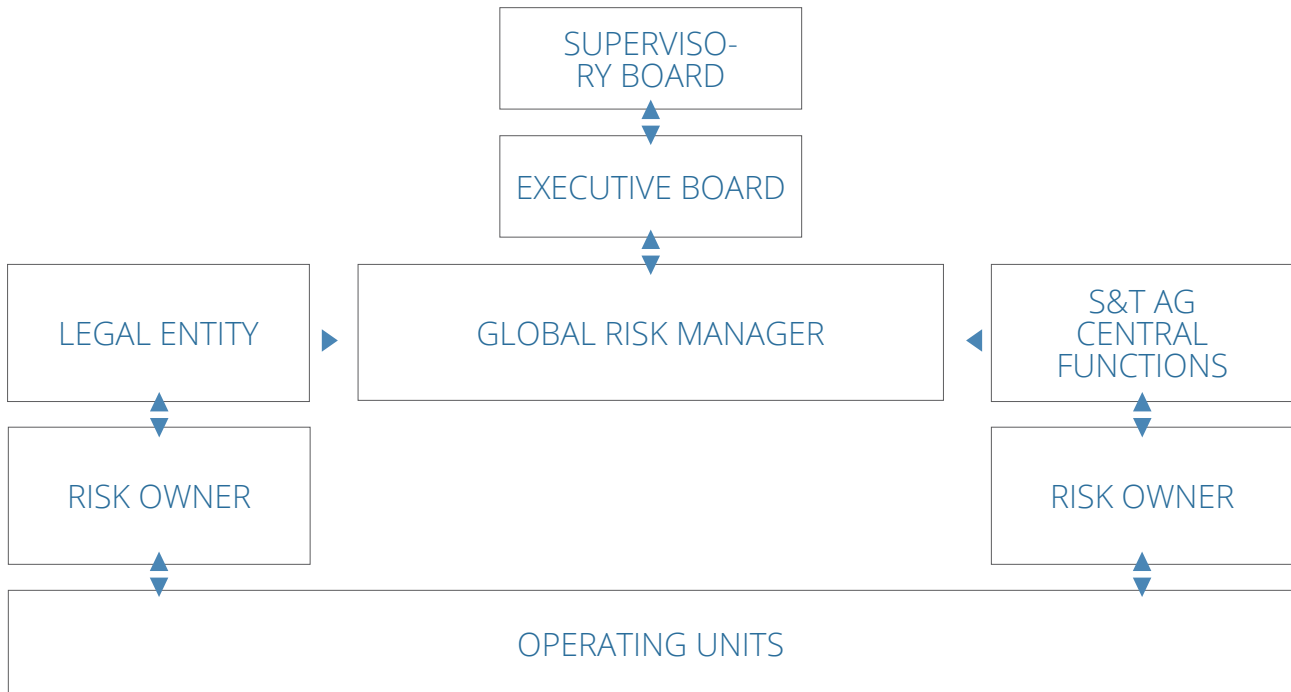 SUPERVISO-
RY BOARD
EXECUTIVE BOARD
LEGAL ENTITY
GLOBAL RISK MANAGER
S&T AG
CENTRAL
FUNCTIONS
RISK OWNER
RISK OWNER
OPERATING UNITS